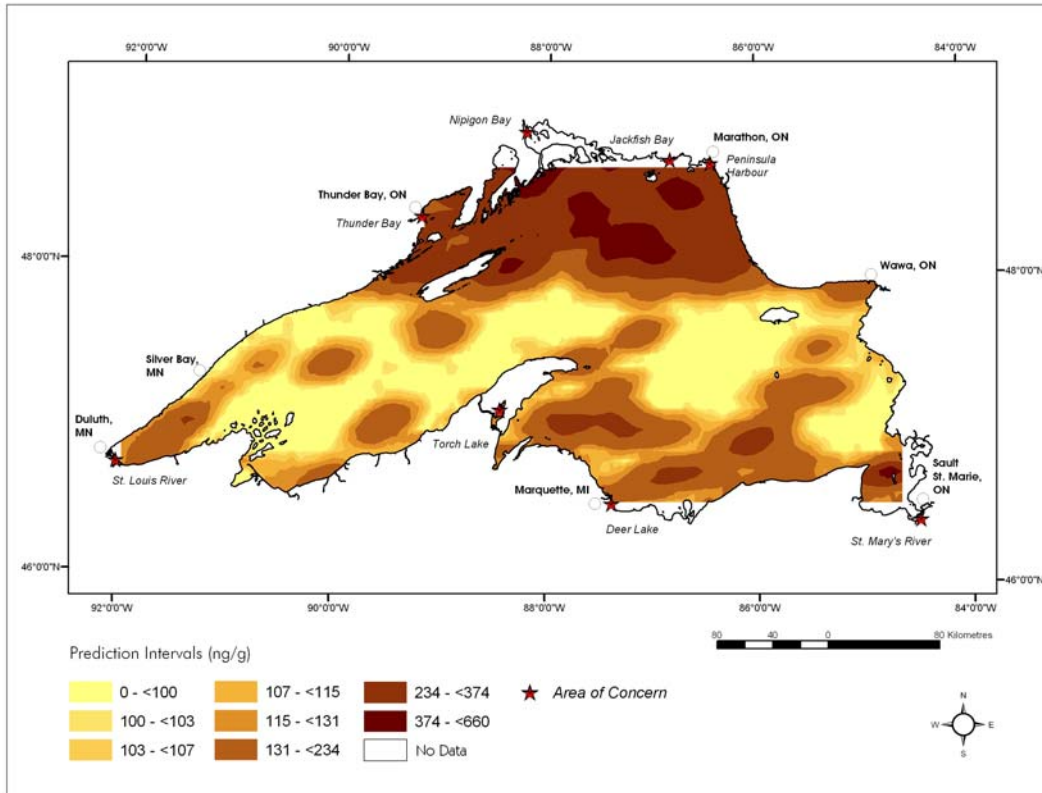 92°0'0"W 90°0'0"W 88°0'0"W 86°0'0"W 84°0'0"W
Nipigon Bay
Jackfish Bay
Marathon, ON
Peninsula
Harbour
Thunder Bay, ON
Thunder Bay
48°0'0"N
48°0'0"N
Wawa, ON
Silver Bay,
MN
Duluth,
MN
St. Louis River
Torch Lake
Marquette, MI
Deer Lake
Sault
St. Marie,
ON
St. Mary's River
46°0'0"N
46°0'0"N
92°0'0"W 90°0'0"W 88°0'0"W 86°0'0"W 84°0'0"W
80 40 0 80 Kilometres
Prediction Intervals (ng/g)
0 - <100
100 - <103
103 - <107
107 - <115
115 - <131
131 - <234
234 - <374
374 - <660
No Data
Area of Concern
N
W E
S